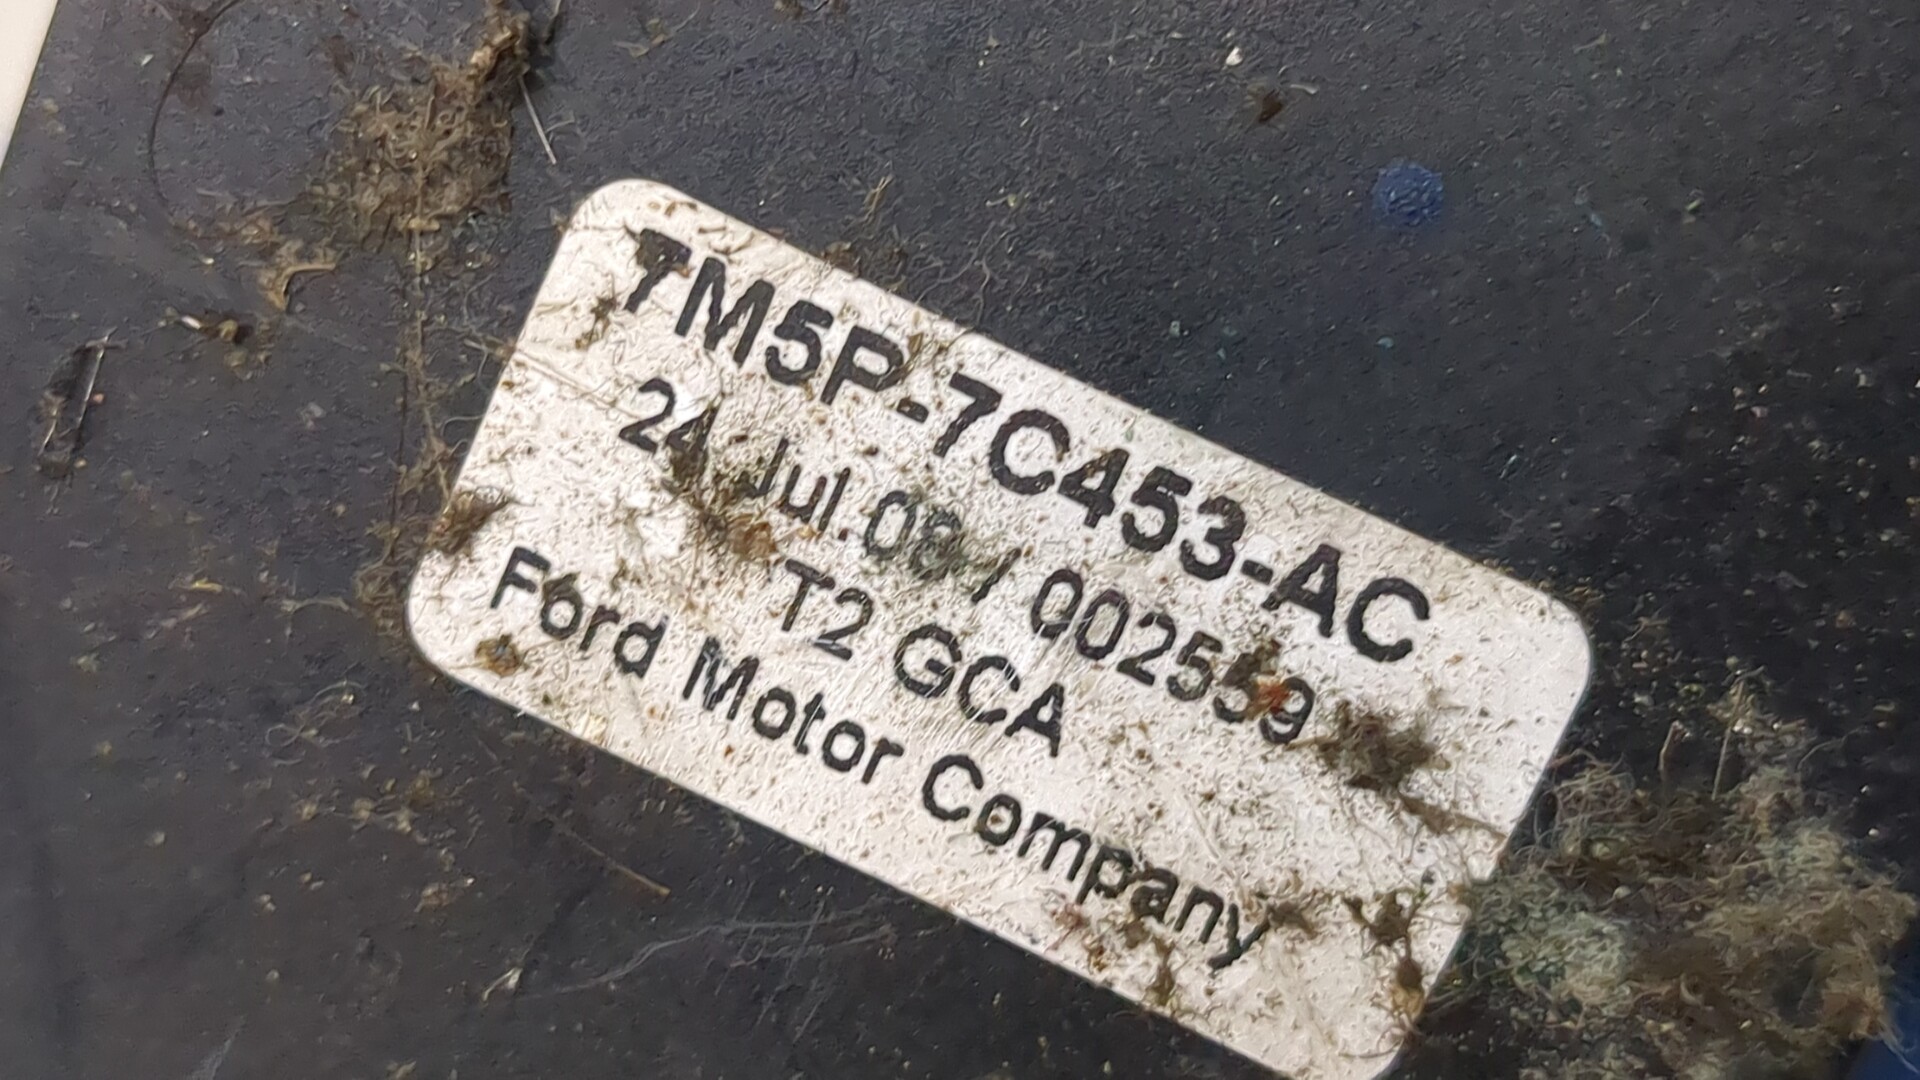 7M5P-7C453-AC
24 Jul 08 / 002559
T2 GCA
Ford Motor Company